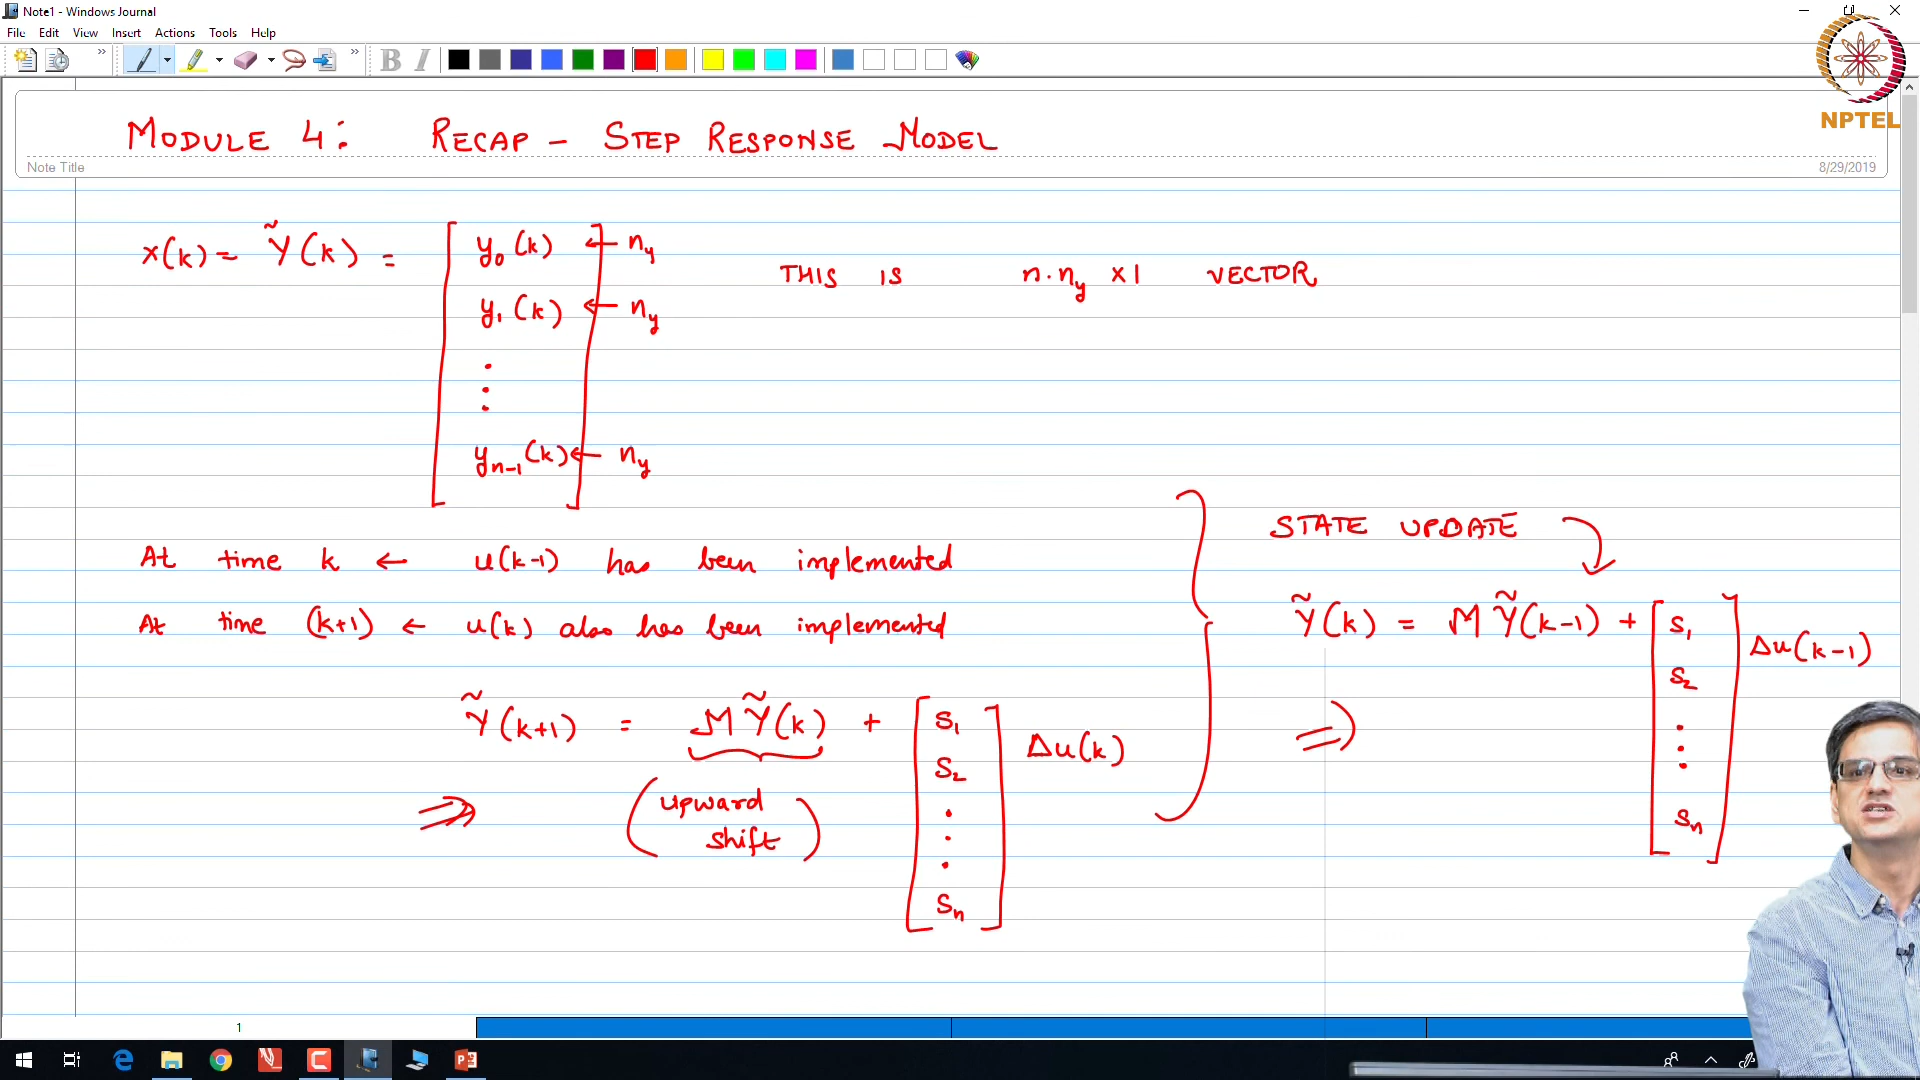 Note1 - Windows Journal
File Edit View Insert Actions Tools Help
NPTEL
MODULE 4: RECAP - STEP RESPONSE MODEL
Note Title 8/29/2019
x(k) = Ỹ(k) = [ y₀(k) ← n_y
y₁(k) ← n_y
⋮
y_{n-1}(k) ← n_y ]
THIS IS n.n_y ×1 VECTOR
At time k ← u(k-1) has been implemented
At time (k+1) ← u(k) also has been implemented
Ỹ(k+1) = M Ỹ(k) + [ S₁ S₂ ⋮ Sₙ ] Δu(k)
⇒ (upward
shift)
STATE UPDATE
Ỹ(k) = M Ỹ(k-1) + [ S₁ S₂ ⋮ Sₙ ] Δu(k-1)
⇒
1